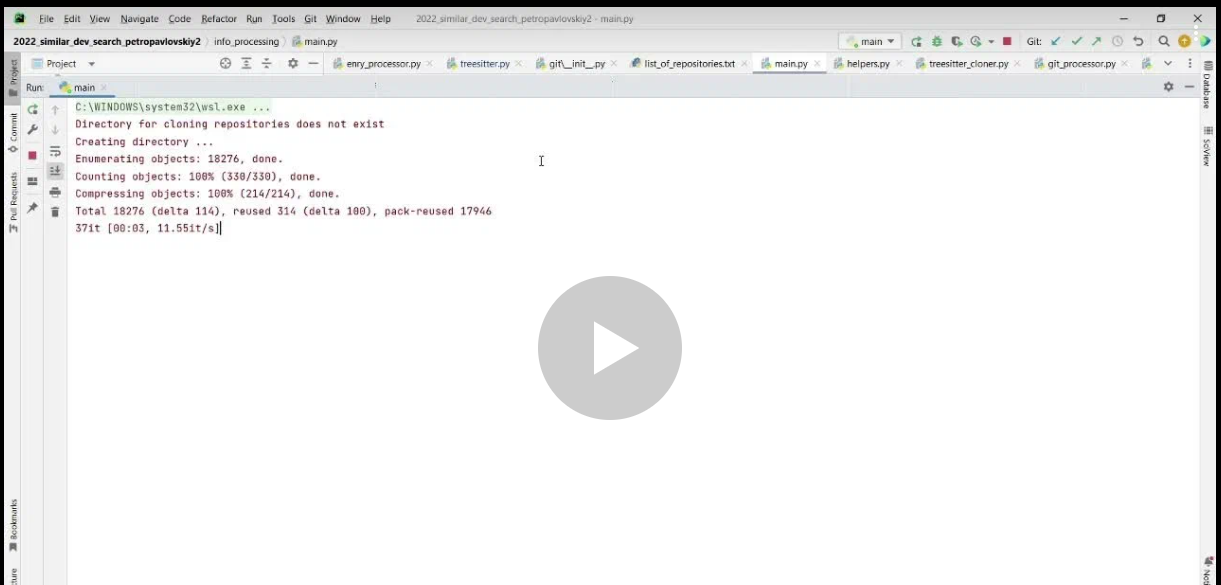 File Edit View Navigate Code Refactor Run Tools Git Window Help 2022_similar_dev_search_petropavlovskiy2 - main.py
2022_similar_dev_search_petropavlovskiy2 info_processing main.py main Git:
Project enry_processor.py treesitter.py git\__init__.py list_of_repositories.txt main.py helpers.py treesitter_cloner.py git_processor.py
Run: main
C:\WINDOWS\system32\wsl.exe ...
Directory for cloning repositories does not exist
Creating directory ...
Enumerating objects: 18276, done.
Counting objects: 100% (330/330), done.
Compressing objects: 100% (214/214), done.
Total 18276 (delta 114), reused 314 (delta 100), pack-reused 17946
37it [00:03, 11.55it/s]
Project
Commit
Pull Requests
Bookmarks
Database
SciView